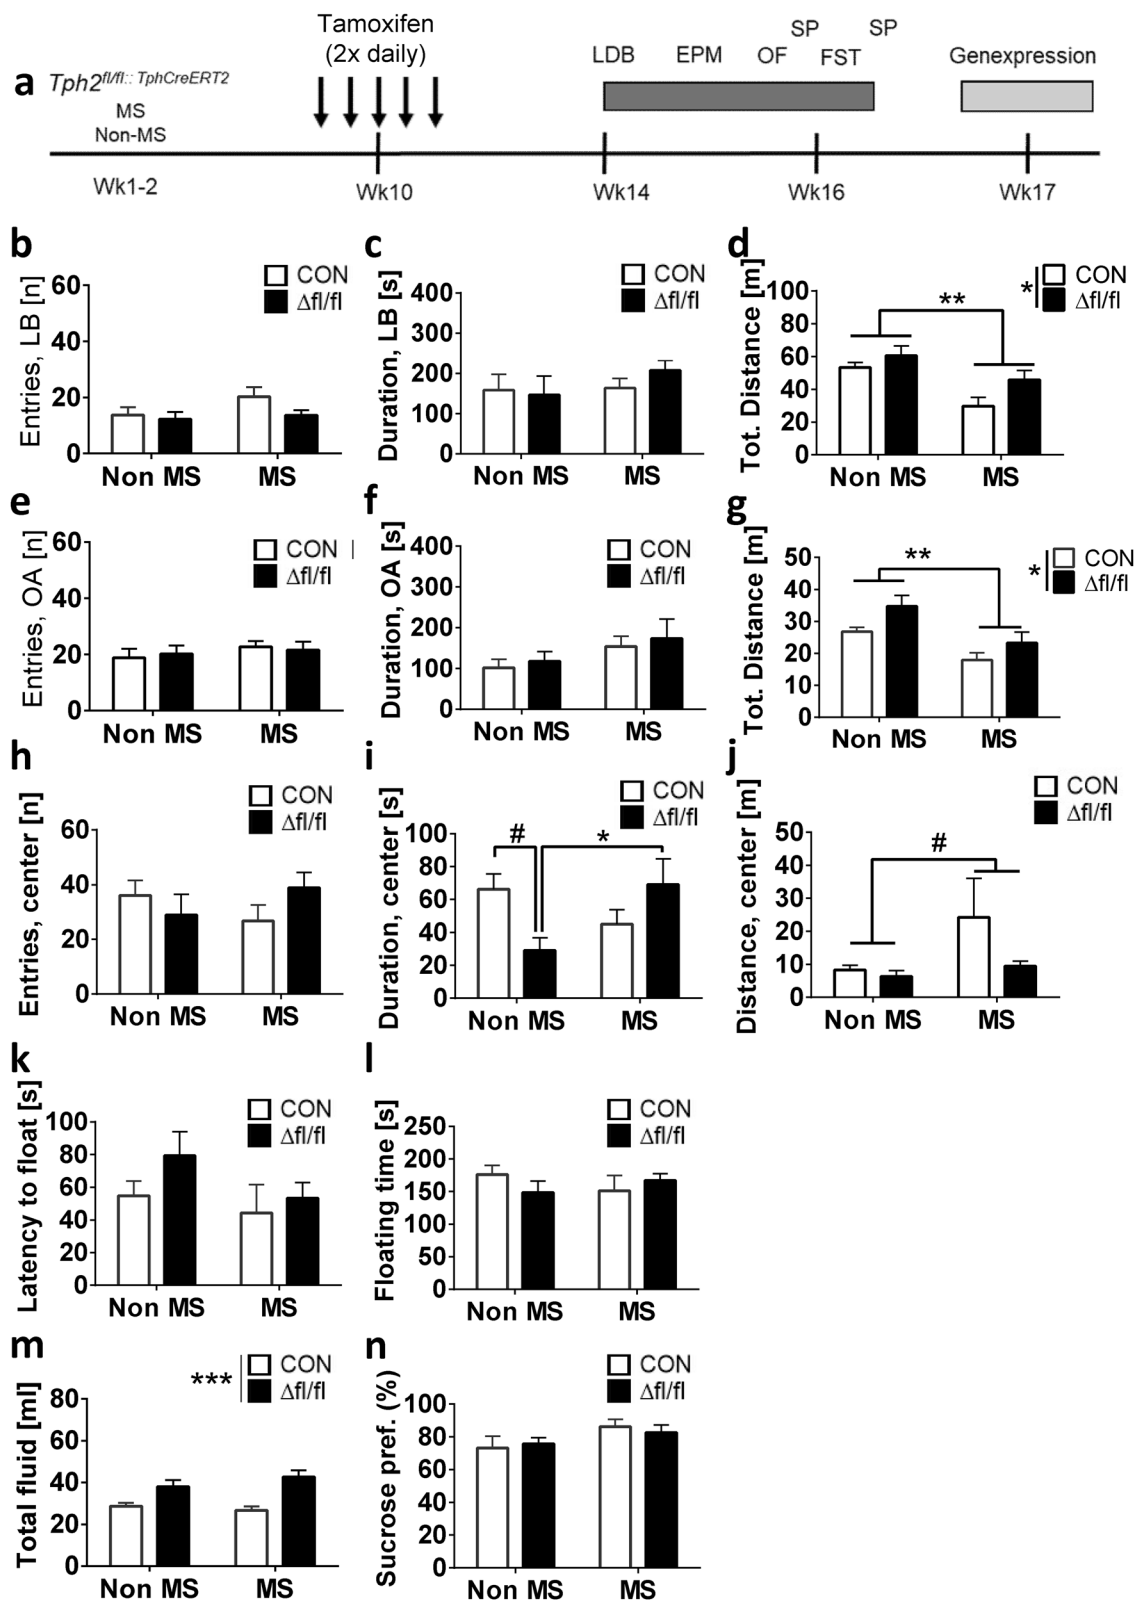 a
Tph2fl/fl:: TphCreERT2
MS
Non-MS
Tamoxifen
(2x daily)
LDB EPM OF SP FST SP
Genexpression
Wk1-2 Wk10 Wk14 Wk16 Wk17
b
Entries, LB [n]
60
40
20
0
CON
Δfl/fl
Non MS MS
c
Duration, LB [s]
400
300
200
100
0
CON
Δfl/fl
Non MS MS
d
Tot. Distance [m]
100
80
60
40
20
0
**
*
CON
Δfl/fl
Non MS MS
e
Entries, OA [n]
60
40
20
0
CON
Δfl/fl
Non MS MS
f
Duration, OA [s]
400
300
200
100
0
CON
Δfl/fl
Non MS MS
g
Tot. Distance [m]
50
40
30
20
10
0
**
*
CON
Δfl/fl
Non MS MS
h
Entries, center [n]
60
40
20
0
CON
Δfl/fl
Non MS MS
i
Duration, center [s]
100
80
60
40
20
0
#
*
CON
Δfl/fl
Non MS MS
j
Distance, center [m]
50
40
30
20
10
0
#
CON
Δfl/fl
Non MS MS
k
Latency to float [s]
100
80
60
40
20
0
CON
Δfl/fl
Non MS MS
l
Floating time [s]
250
200
150
100
50
0
CON
Δfl/fl
Non MS MS
m
Total fluid [ml]
80
60
40
20
0
***
CON
Δfl/fl
Non MS MS
n
Sucrose pref. (%)
100
80
60
40
20
0
CON
Δfl/fl
Non MS MS